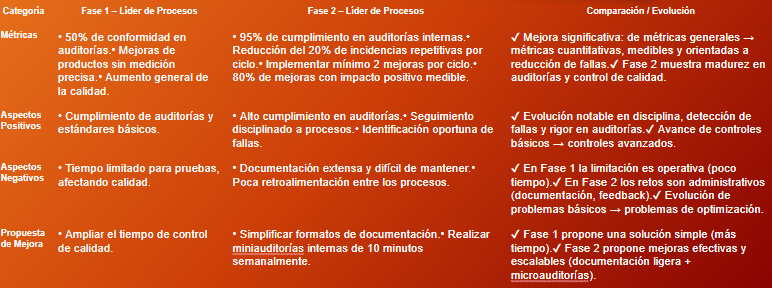 Categoría Fase 1 – Lider de Procesos Fase 2 – Líder de Procesos Comparación / Evolución
Métricas
• 50% de conformidad en
auditorías.• Mejoras de
productos sin medición
precisa.• Aumento general de
la calidad.
• 95% de cumplimiento en auditorías internas.•
Reducción del 20% de incidencias repetitivas por
ciclo.• Implementar mínimo 2 mejoras por ciclo.•
80% de mejoras con impacto positivo medible.
✔ Mejora significativa: de métricas generales →
métricas cuantitativas, medibles y orientadas a
reducción de fallas.✔ Fase 2 muestra madurez en
auditorías y control de calidad.
Aspectos
Positivos
• Cumplimiento de auditorías y
estándares básicos.
• Alto cumplimiento en auditorías.• Seguimiento
disciplinado a procesos.• Identificación oportuna de
fallas.
✔ Evolución notable en disciplina, detección de
fallas y rigor en auditorías.✔ Avance de controles
básicos → controles avanzados.
Aspectos
Negativos
• Tiempo limitado para pruebas,
afectando calidad.
• Documentación extensa y difícil de mantener.•
Poca retroalimentación entre los procesos.
✔ En Fase 1 la limitación es operativa (poco
tiempo).✔ En Fase 2 los retos son administrativos
(documentación, feedback).✔ Evolución de
problemas básicos → problemas de optimización.
Propuesta
de Mejora
• Ampliar el tiempo de control
de calidad.
• Simplificar formatos de documentación.• Realizar
miniauditorías internas de 10 minutos
semanalmente.
✔ Fase 1 propone una solución simple (más
tiempo).✔ Fase 2 propone mejoras efectivas y
escalables (documentación ligera +
microauditorías).